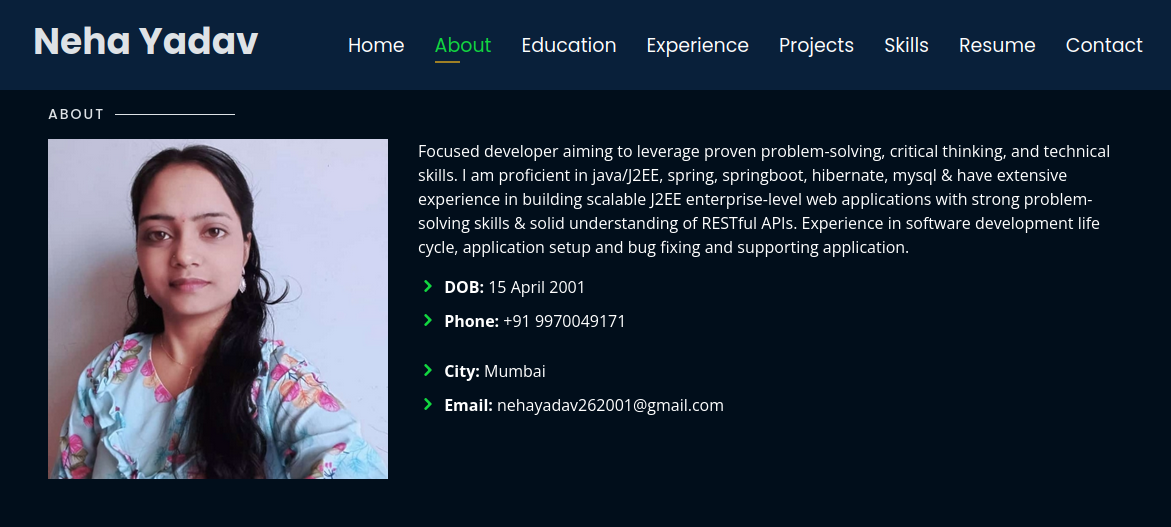 Neha Yadav
Home About Education Experience Projects Skills Resume Contact
ABOUT
Focused developer aiming to leverage proven problem-solving, critical thinking, and technical
skills. I am proficient in java/J2EE, spring, springboot, hibernate, mysql & have extensive
experience in building scalable J2EE enterprise-level web applications with strong problem-
solving skills & solid understanding of RESTful APIs. Experience in software development life
cycle, application setup and bug fixing and supporting application.
DOB: 15 April 2001
Phone: +91 9970049171
City: Mumbai
Email: nehayadav262001@gmail.com